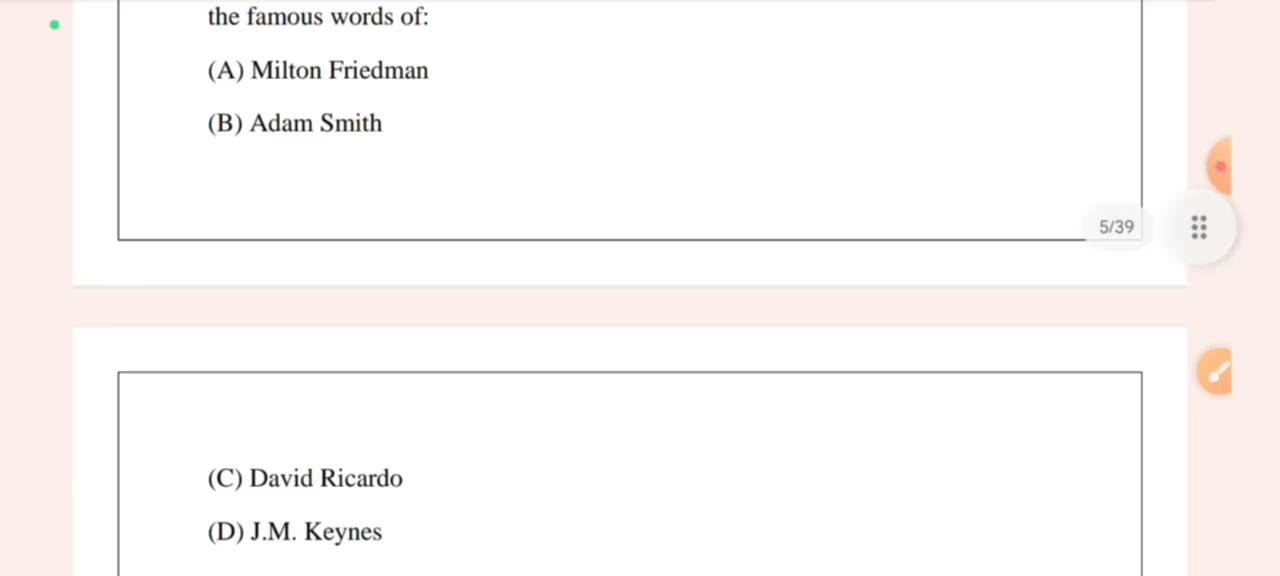 the famous words of:
(A) Milton Friedman
(B) Adam Smith
5/39
(C) David Ricardo
(D) J.M. Keynes